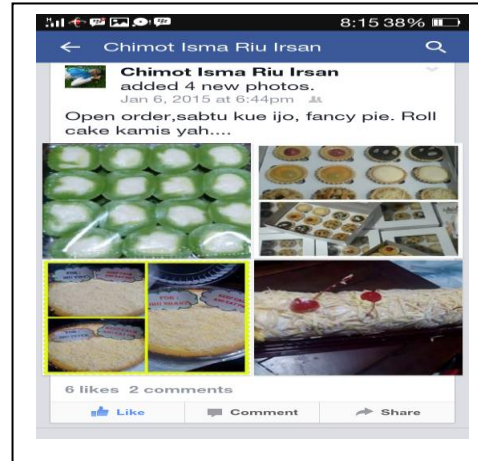 8:15 38%
Chimot Isma Riu Irsan
Chimot Isma Riu Irsan
added 4 new photos.
Jan 6, 2015 at 6:44pm
Open order,sabtu kue ijo, fancy pie. Roll
cake kamis yah....
6 likes 2 comments
Like Comment Share